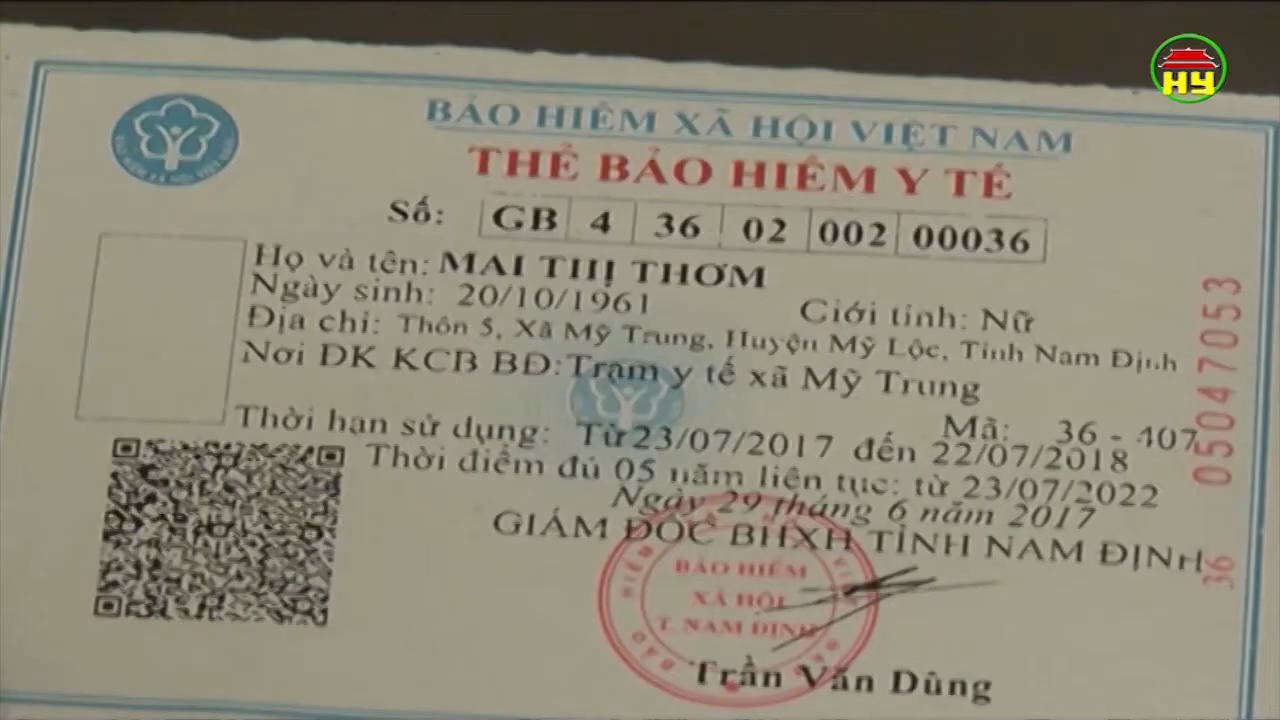 HY
BẢO HIỂM XÃ HỘI VIỆT NAM
THẺ BẢO HIỂM Y TẾ
Số: GB 4 36 02 002 00036
Họ và tên: MAI THỊ THƠM
Ngày sinh: 20/10/1961 Giới tính: Nữ
Địa chỉ: Thôn 5, Xã Mỹ Trung, Huyện Mỹ Lộc, Tỉnh Nam Định
Nơi ĐK KCB BĐ: Trạm y tế xã Mỹ Trung
Mã: 36 - 407
Thời hạn sử dụng: Từ 23/07/2017 đến 22/07/2018
Thời điểm đủ 05 năm liên tục: từ 23/07/2022
Ngày 29 tháng 6 năm 2017
GIÁM ĐỐC BHXH TỈNH NAM ĐỊNH
BẢO HIỂM
XÃ HỘI
T. NAM ĐỊNH
Trần Văn Dũng
36 05047053